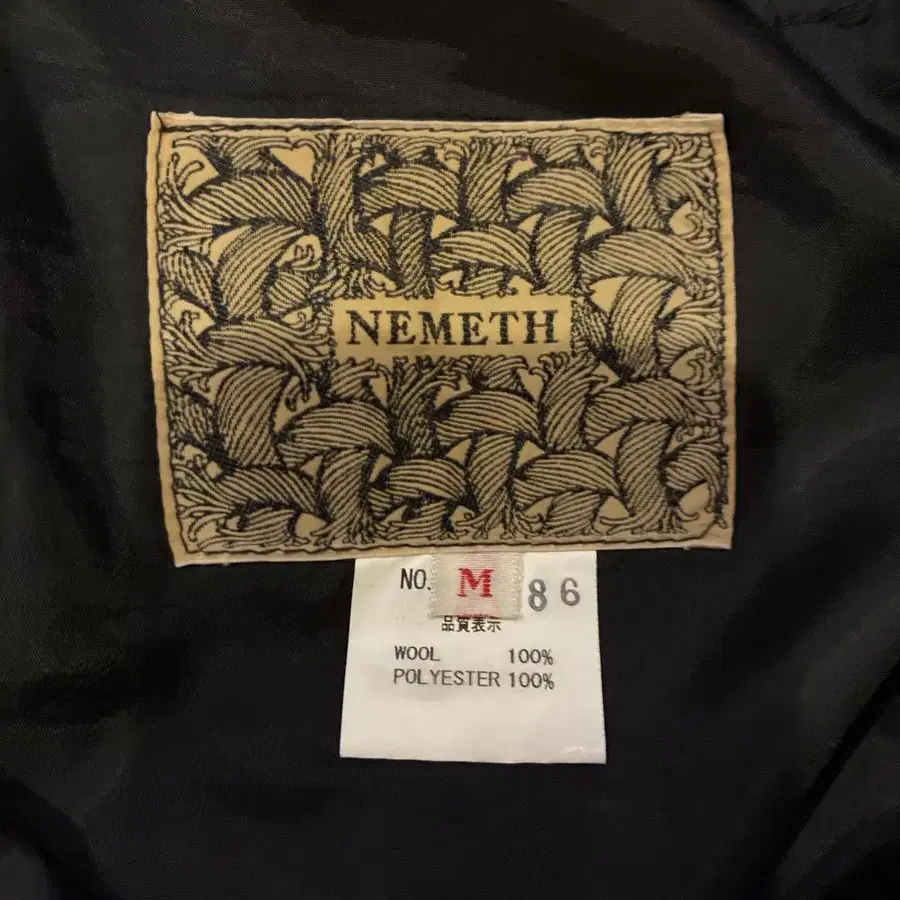 NEMETH
NO. M 86
品質表示
WOOL 100%
POLYESTER 100%